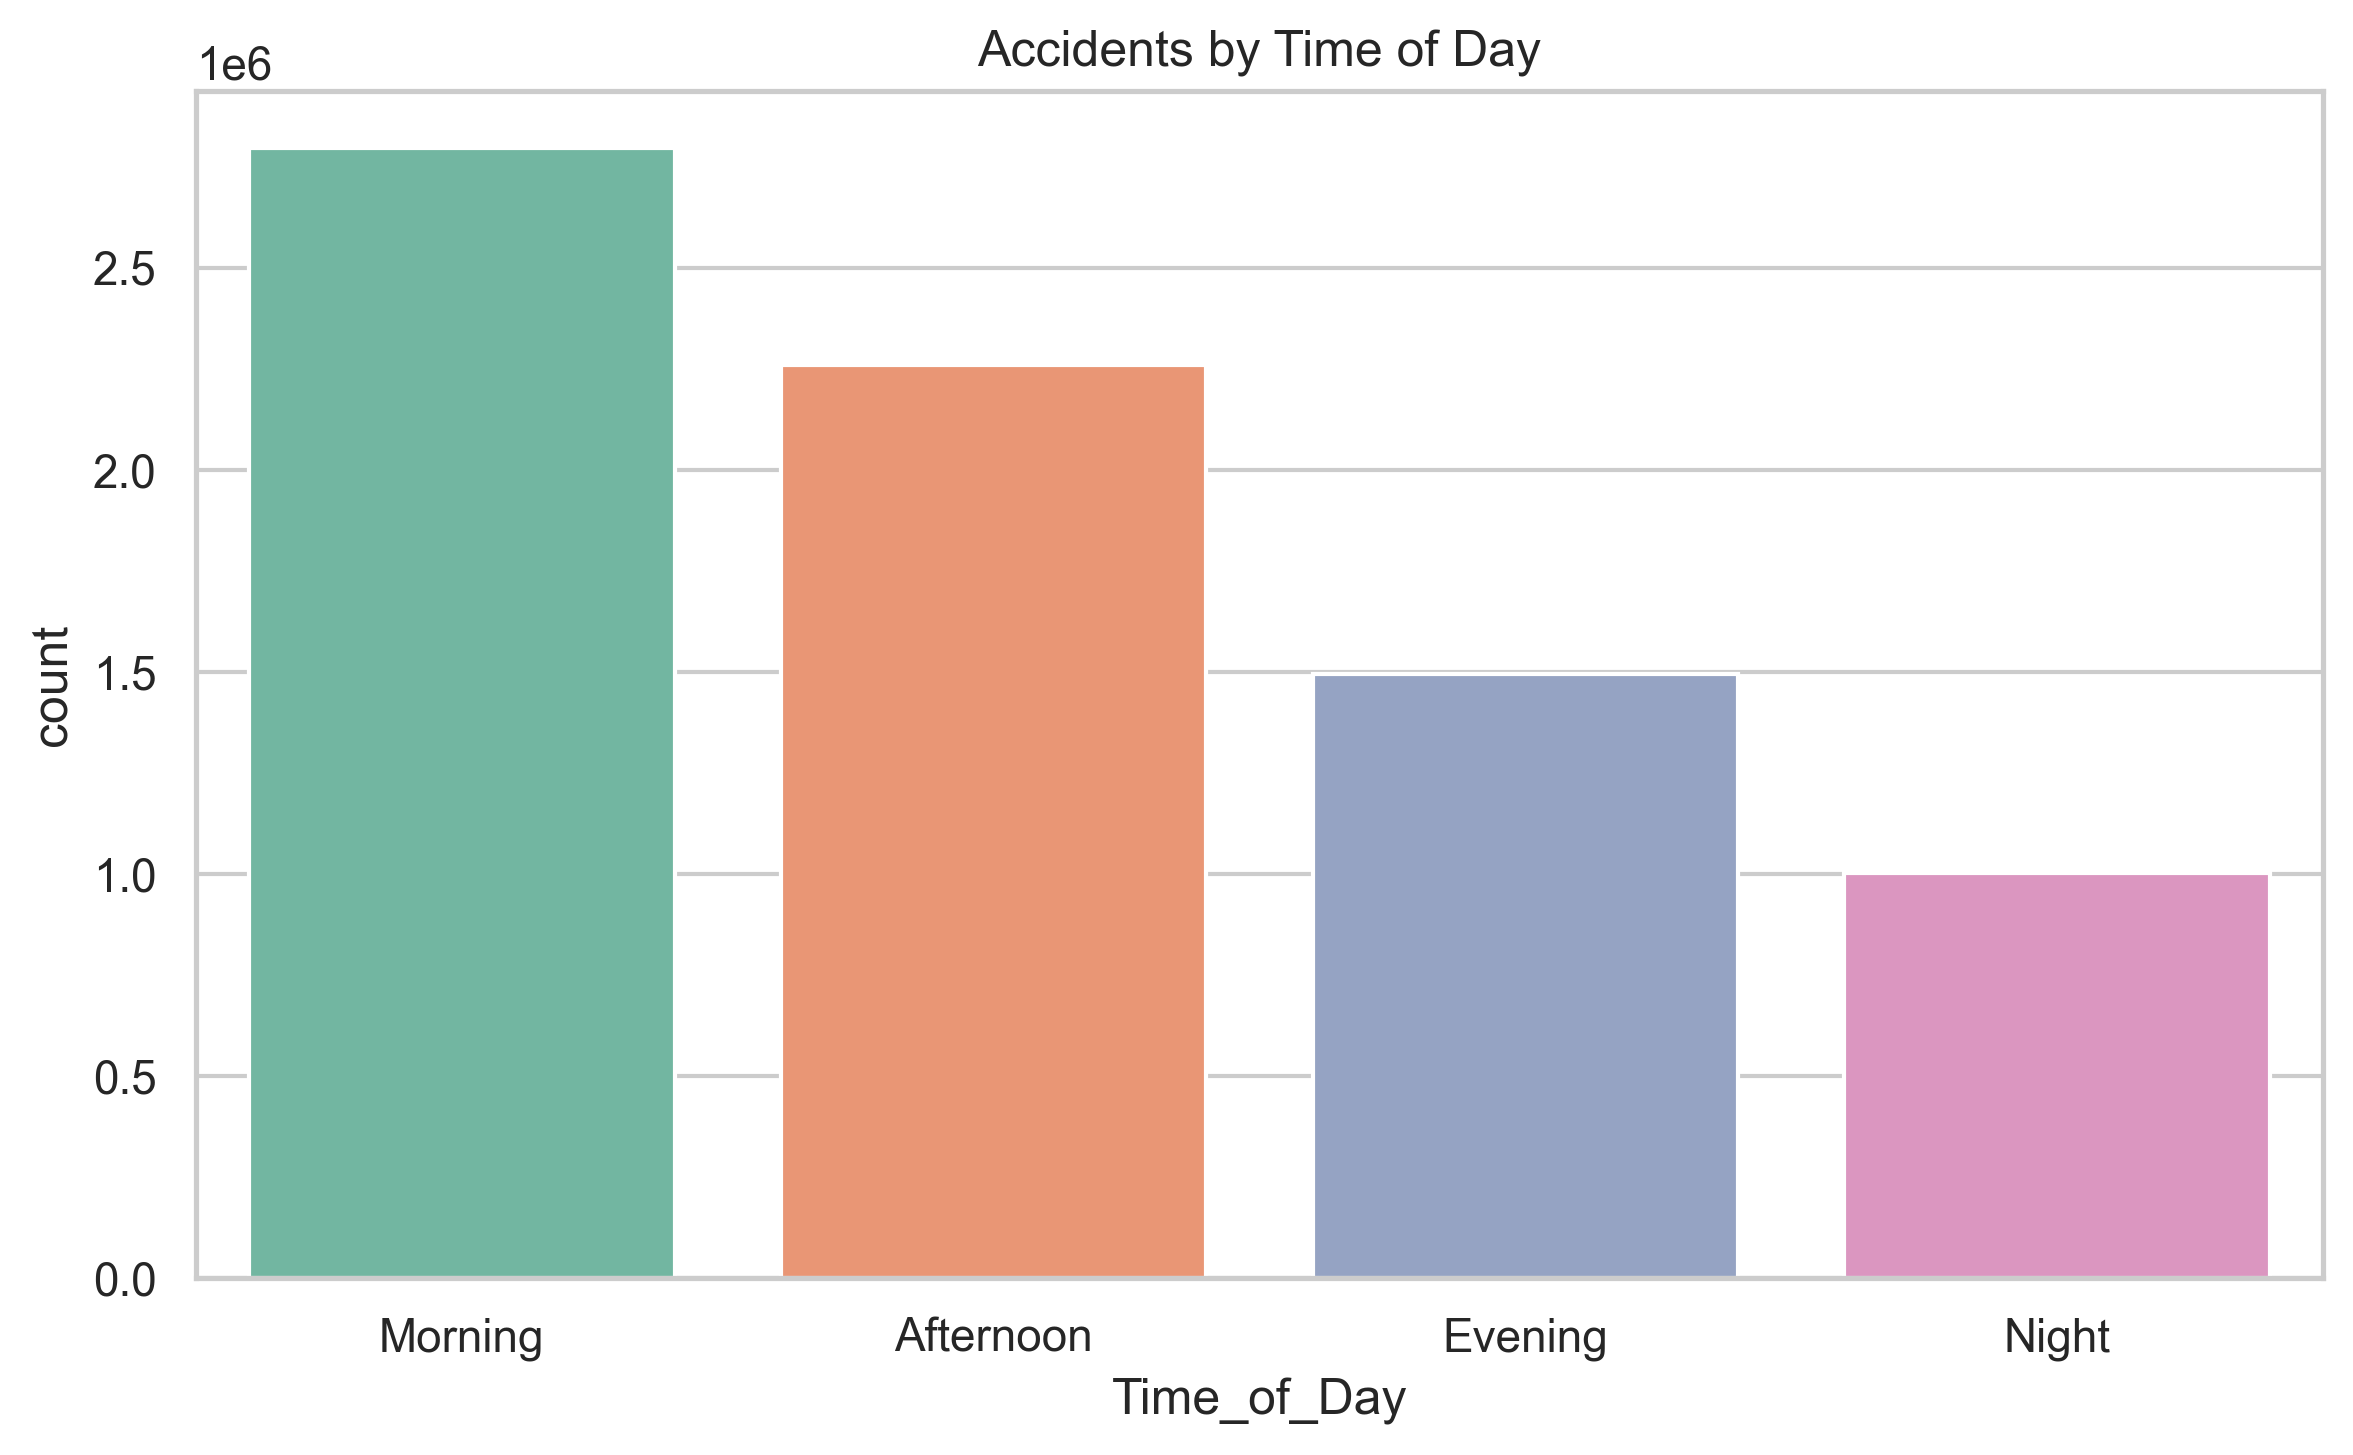 Accidents by Time of Day
1e6
2.5
2.0
1.5
1.0
0.5
0.0
count
Morning
Afternoon
Evening
Night
Time_of_Day